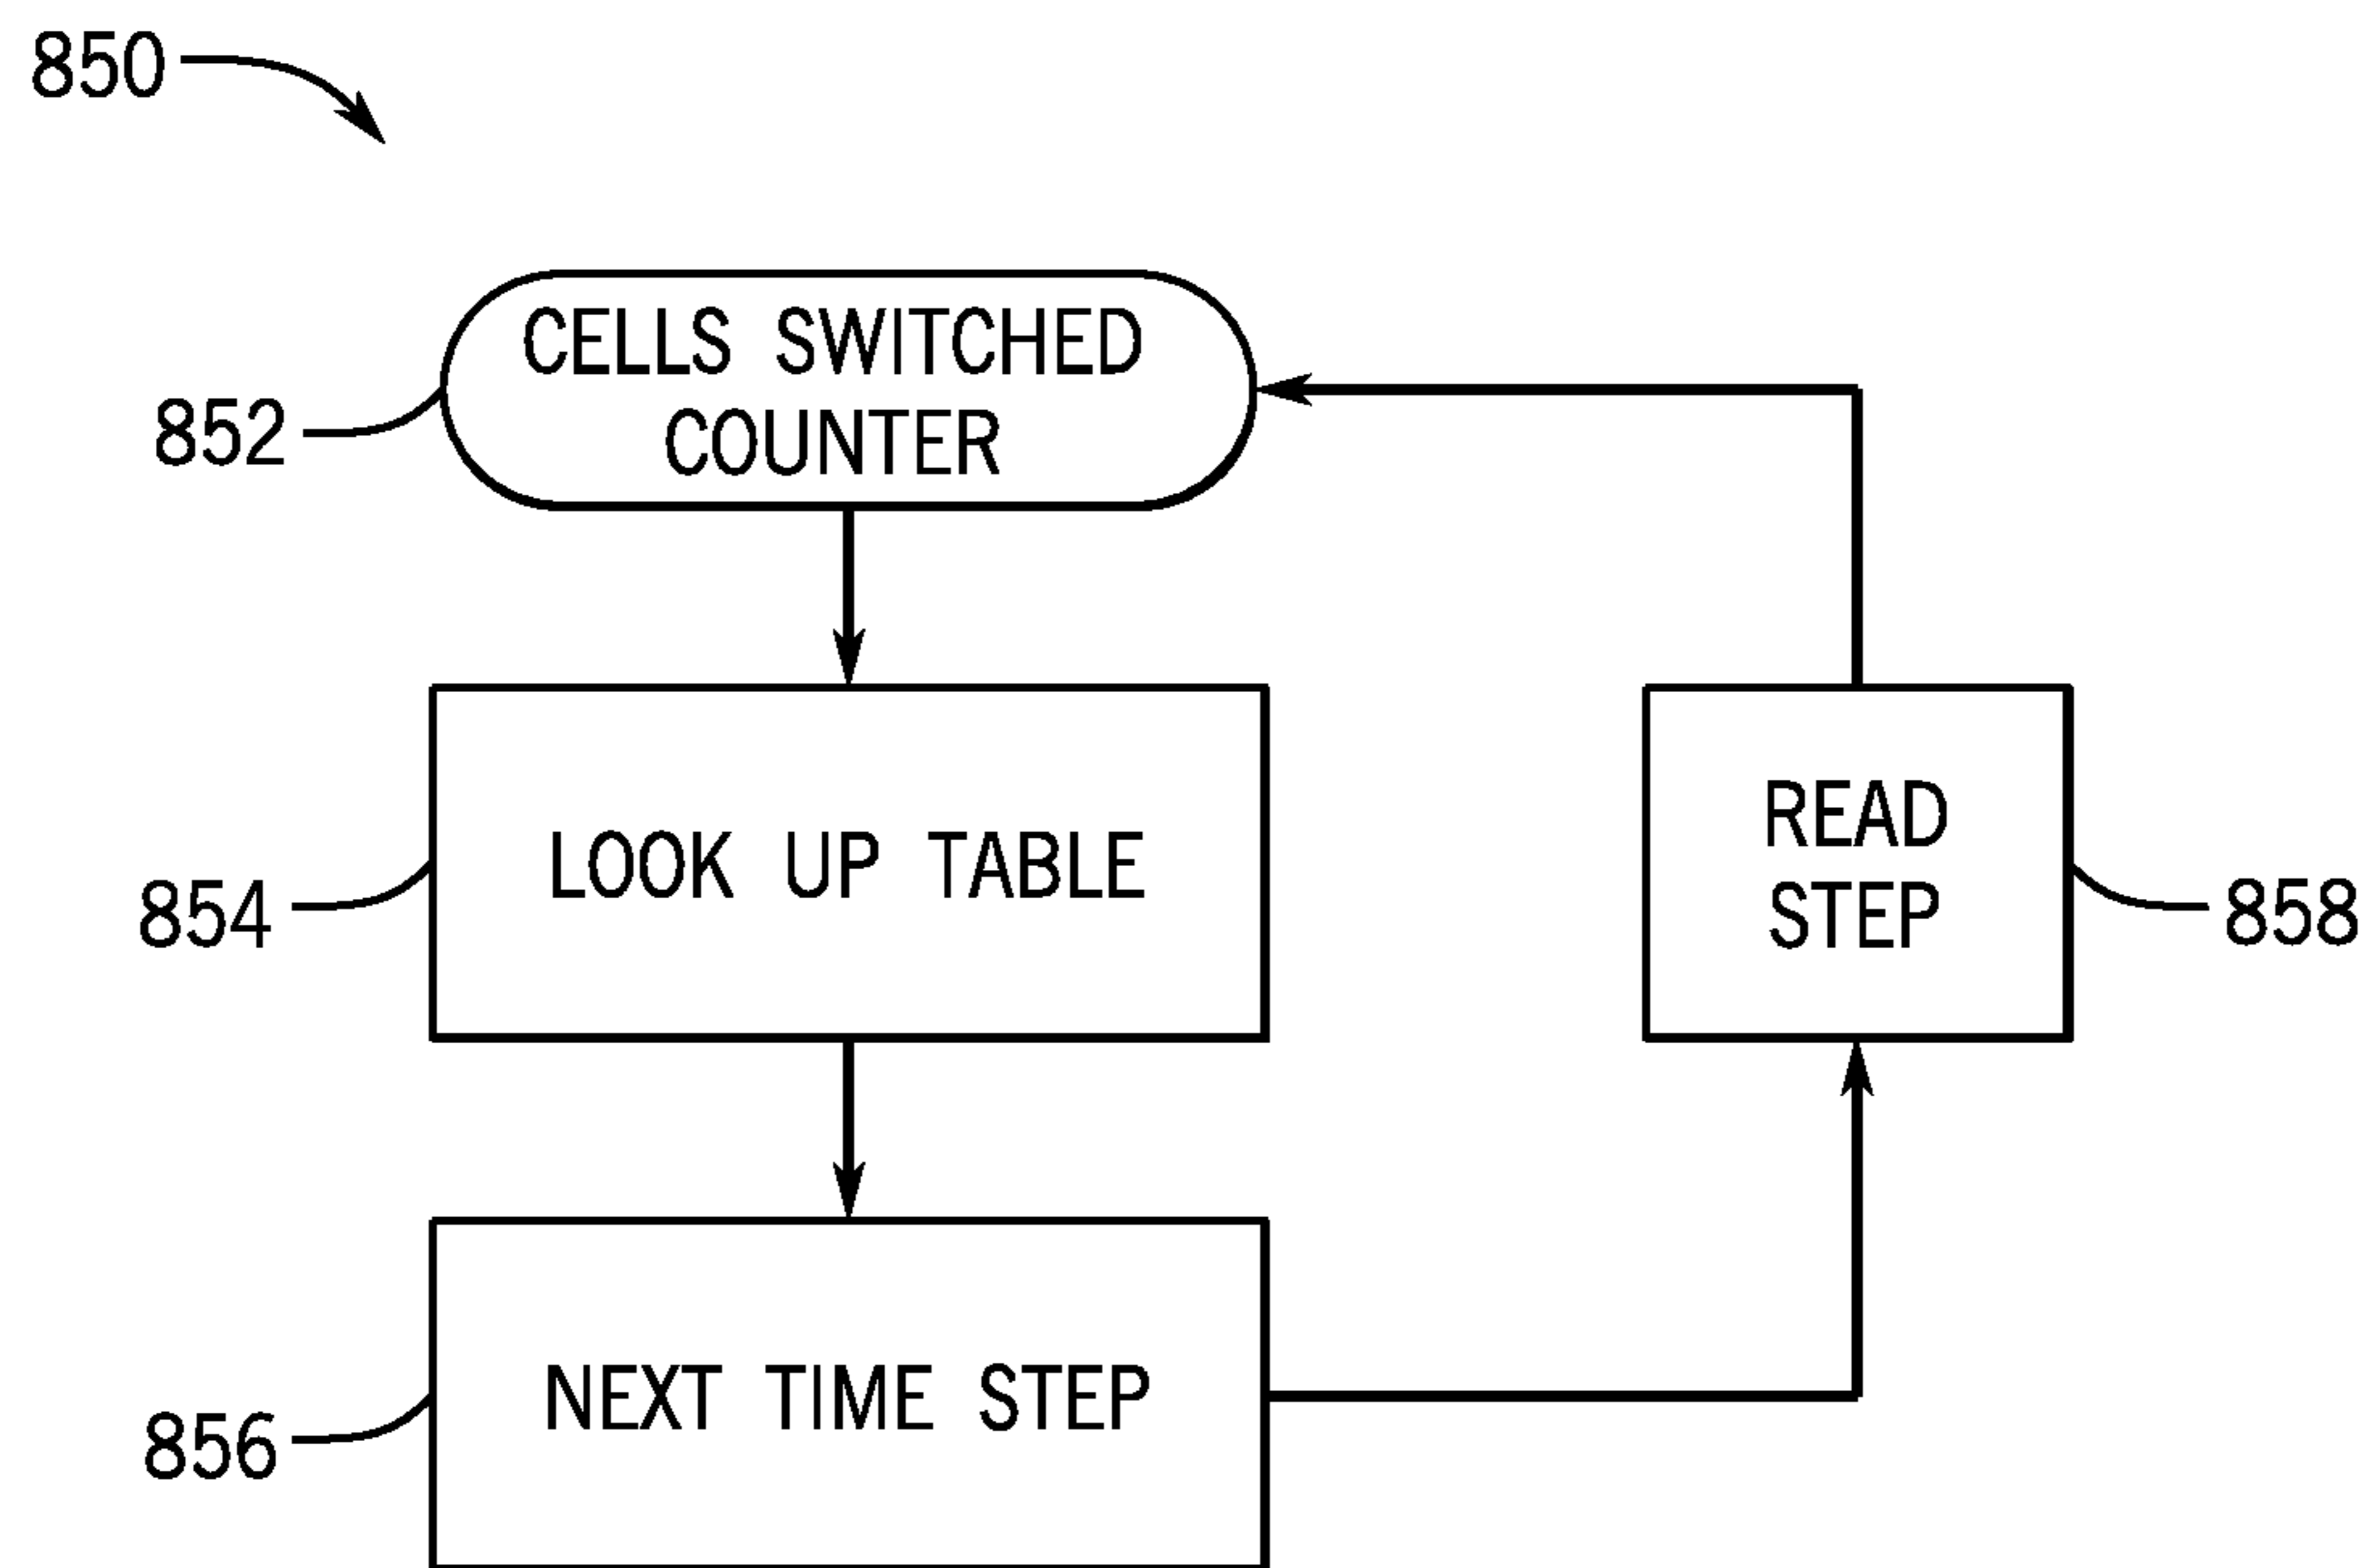 850
CELLS SWITCHED
COUNTER
852
LOOK UP TABLE
854
READ
STEP
858
NEXT TIME STEP
856